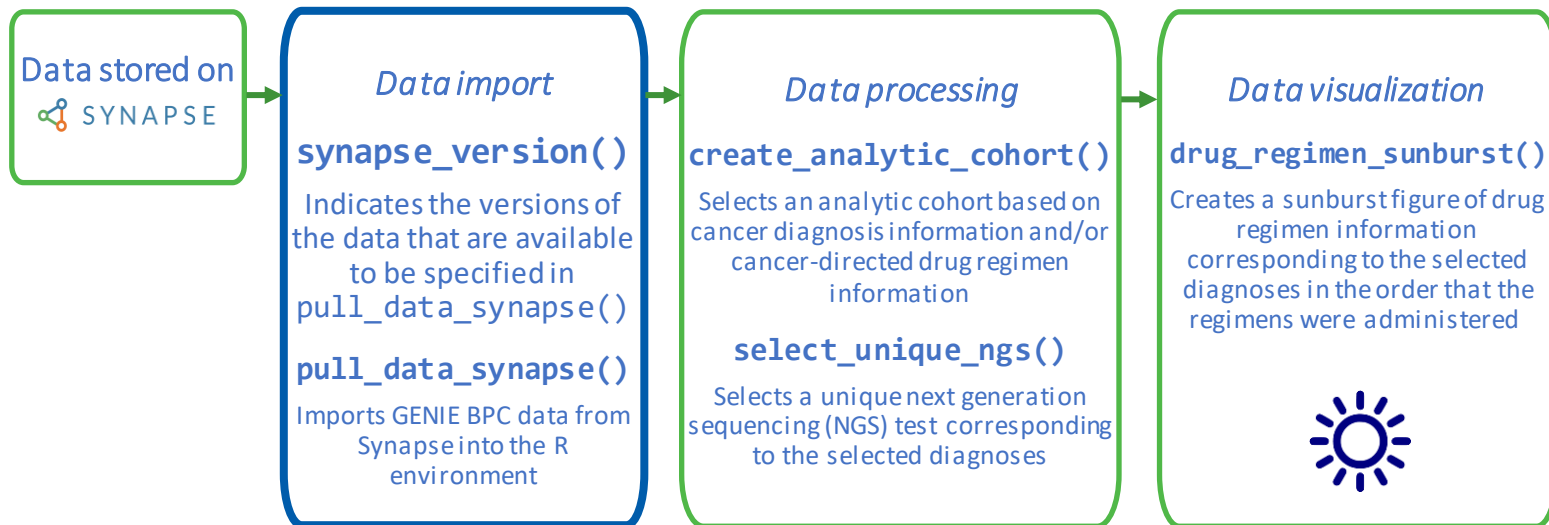 Data stored on
SYNAPSE
Data import
synapse_version()
Indicates the versions of
the data that are available
to be specified in
pull_data_synapse()
pull_data_synapse()
Imports GENIE BPC data from
Synapse into the R
environment
Data processing
create_analytic_cohort()
Selects an analytic cohort based on
cancer diagnosis information and/or
cancer-directed drug regimen
information
select_unique_ngs()
Selects a unique next generation
sequencing (NGS) test corresponding
to the selected diagnoses
Data visualization
drug_regimen_sunburst()
Creates a sunburst figure of drug
regimen information
corresponding to the selected
diagnoses in the order that the
regimens were administered